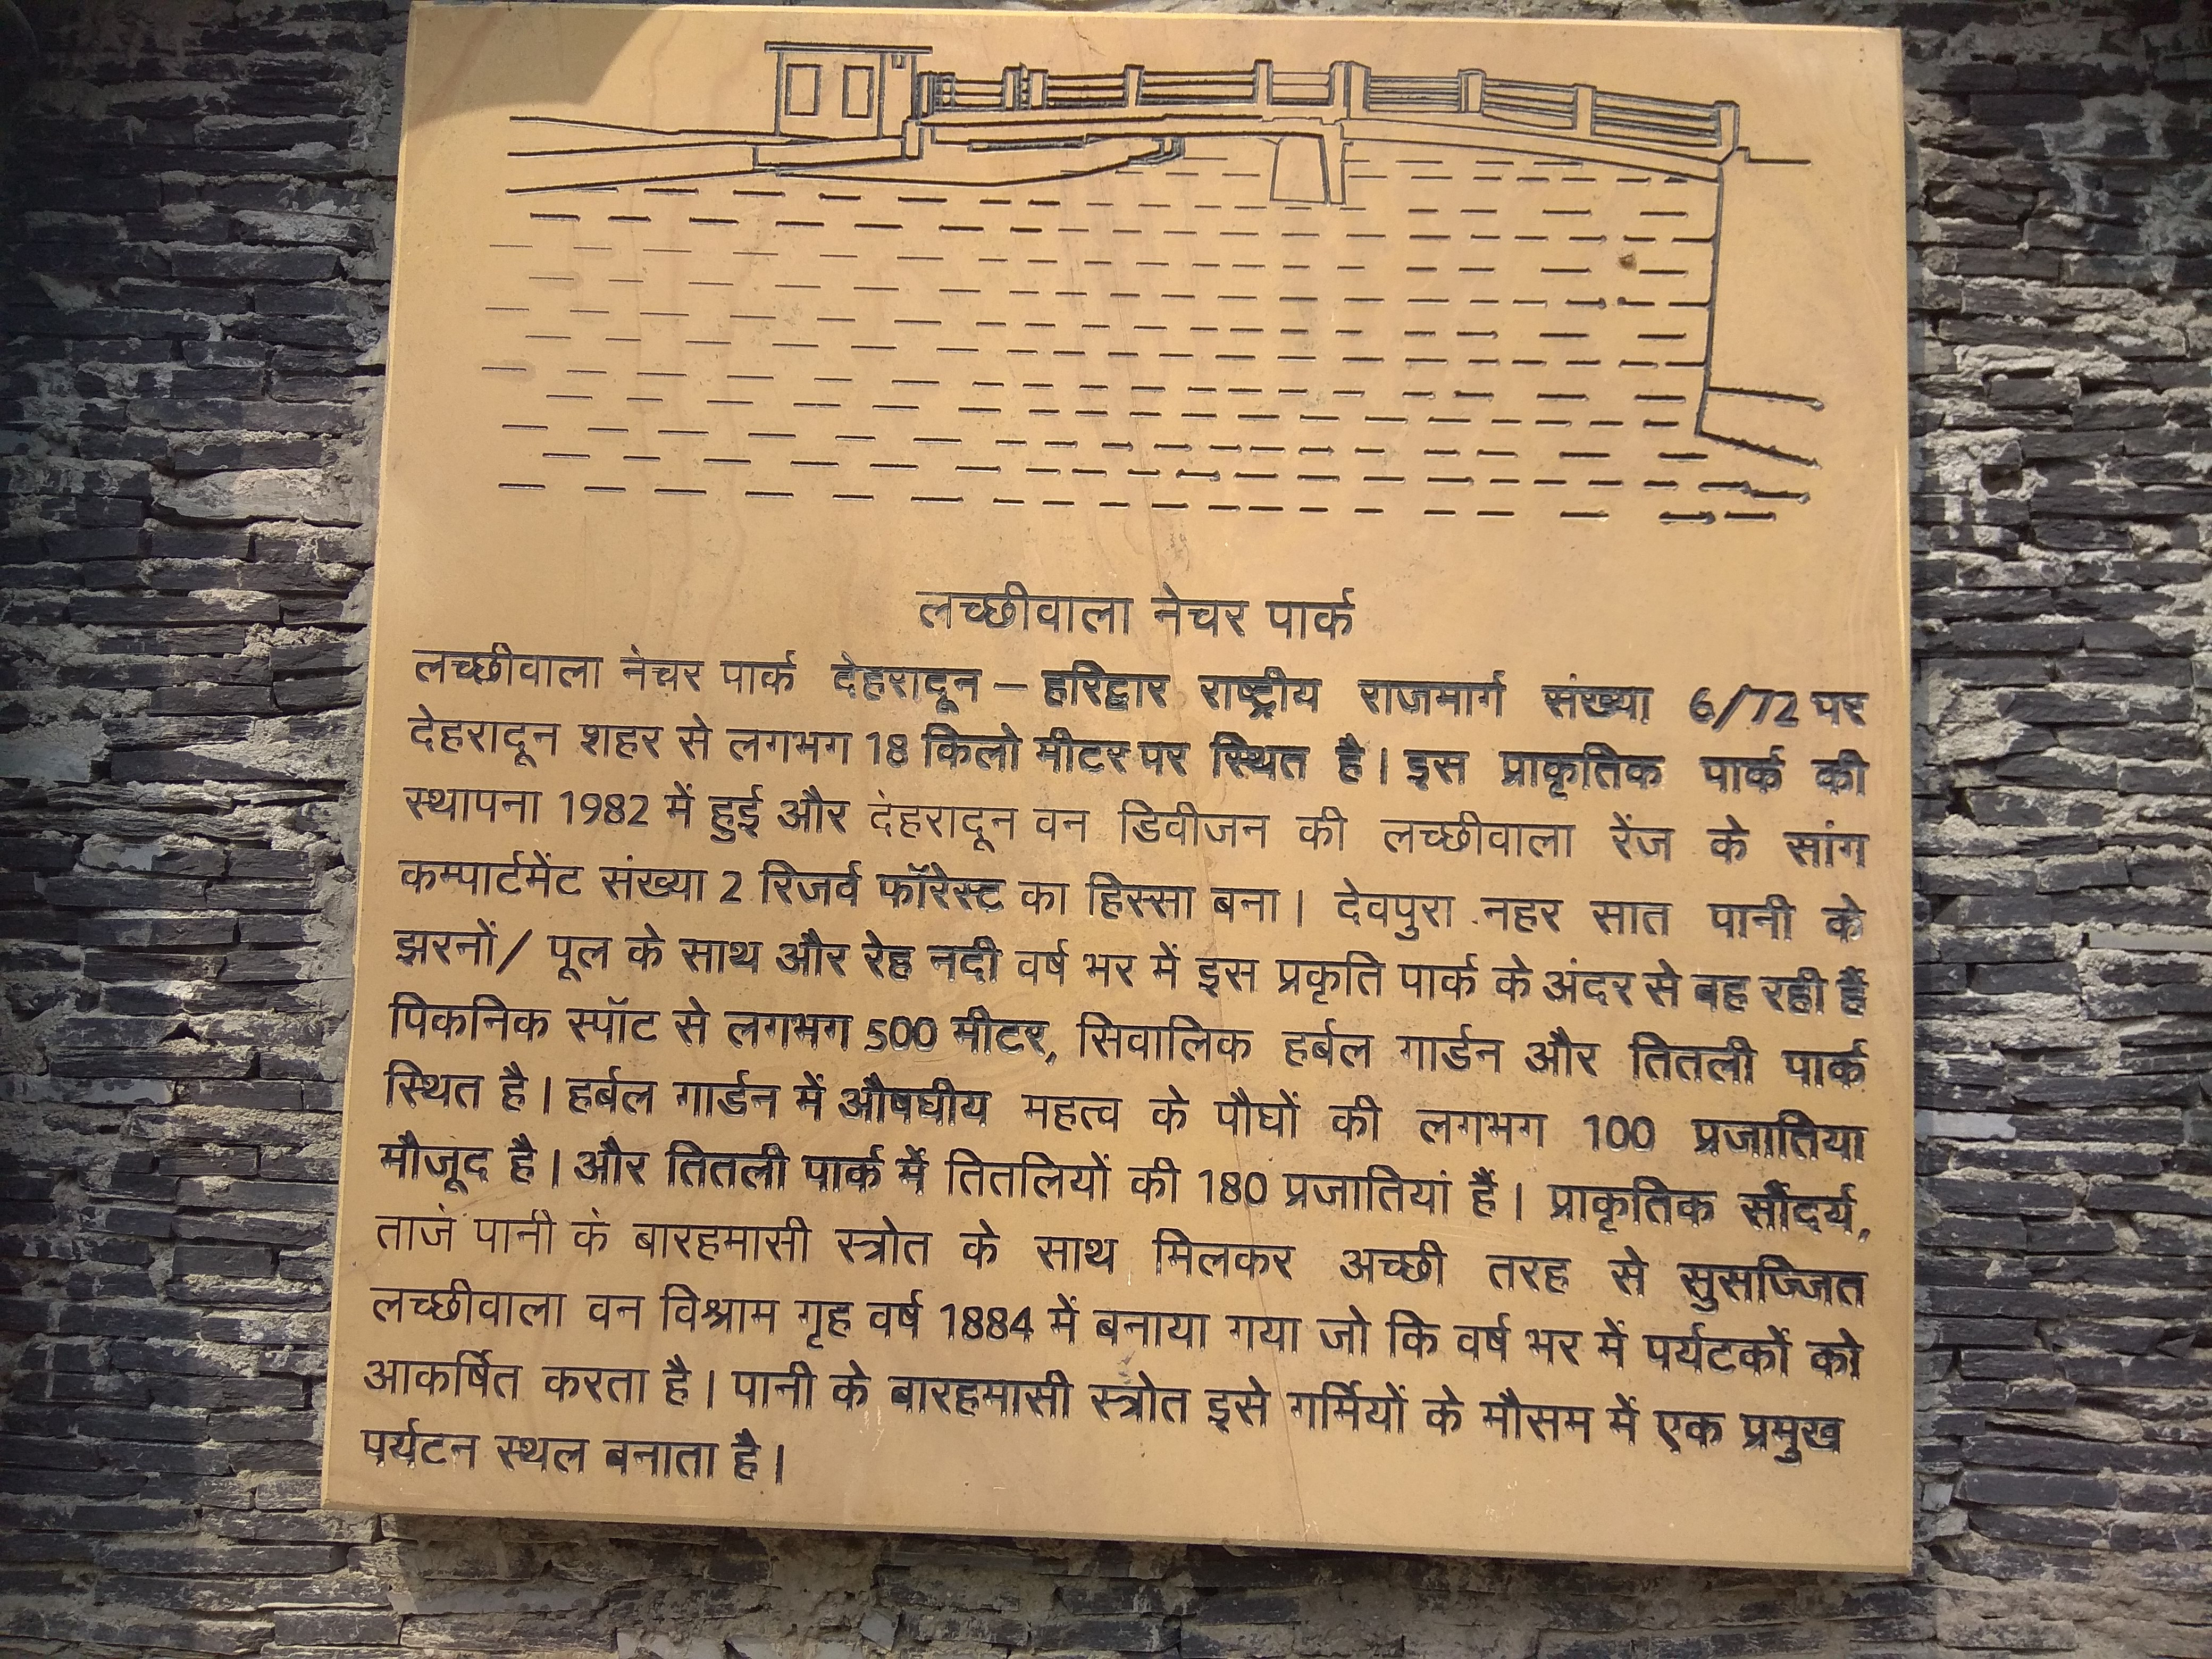 लच्छीवाला नेचर पार्क
लच्छीवाला नेचर पार्क देहरादून – हरिद्वार राष्ट्रीय राजमार्ग संख्या 6/72 पर
देहरादून शहर से लगभग 18 किलो मीटर पर स्थित है। इस प्राकृतिक पार्क की
स्थापना 1982 में हुई और देहरादून वन डिवीजन की लच्छीवाला रेंज के सांग
कम्पार्टमेंट संख्या 2 रिजर्व फॉरेस्ट का हिस्सा बना। देवपुरा नहर सात पानी के
झरनों/ पूल के साथ और रेह नदी वर्ष भर में इस प्रकृति पार्क के अंदर से बह रही हैं
पिकनिक स्पॉट से लगभग 500 मीटर, सिवालिक हर्बल गार्डन और तितली पार्क
स्थित है। हर्बल गार्डन में औषघीय महत्व के पौघों की लगभग 100 प्रजातिया
मौजूद है। और तितली पार्क में तितलियों की 180 प्रजातियां हैं। प्राकृतिक सौंदर्य,
ताजे पानी के बारहमासी स्त्रोत के साथ मिलकर अच्छी तरह से सुसज्जित
लच्छीवाला वन विश्राम गृह वर्ष 1884 में बनाया गया जो कि वर्ष भर में पर्यटकों को
आकर्षित करता है। पानी के बारहमासी स्त्रोत इसे गर्मियों के मौसम में एक प्रमुख
पर्यटन स्थल बनाता है।